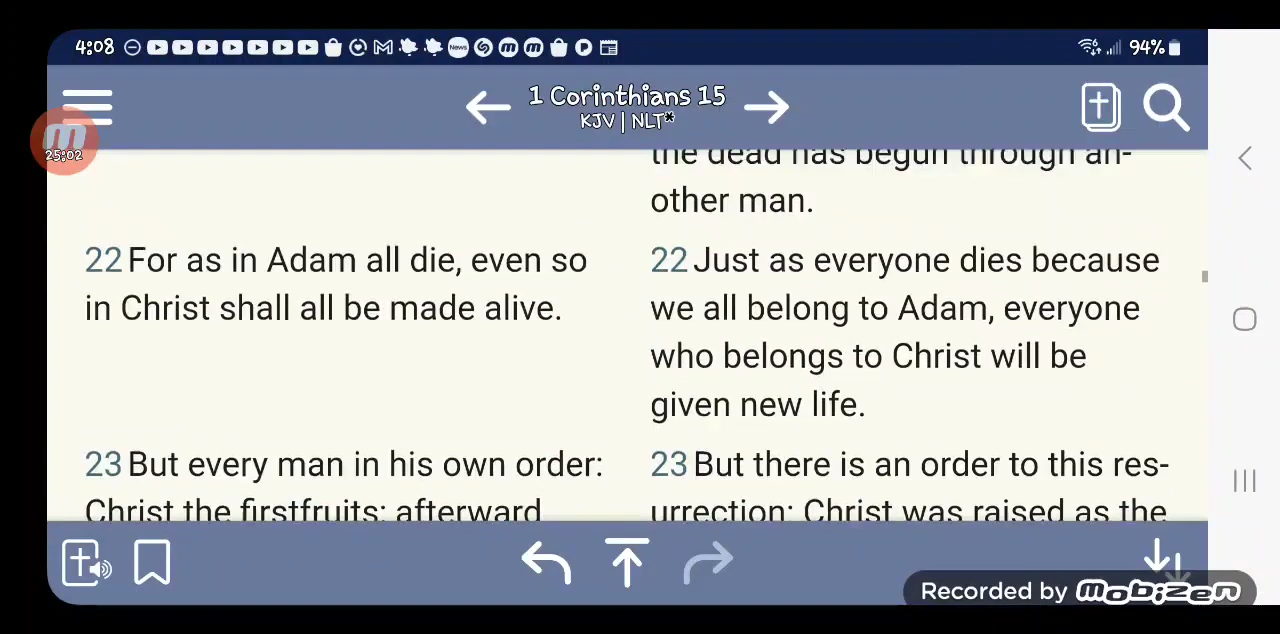 4:08
News
94%
1 Corinthians 15
KJV | NLT*
25:02
the dead has begun through an-
other man.
22 For as in Adam all die, even so
in Christ shall all be made alive.
22 Just as everyone dies because
we all belong to Adam, everyone
who belongs to Christ will be
given new life.
23 But every man in his own order:
Christ the firstfruits; afterward
23 But there is an order to this res-
urrection: Christ was raised as the
Recorded by Mobizen